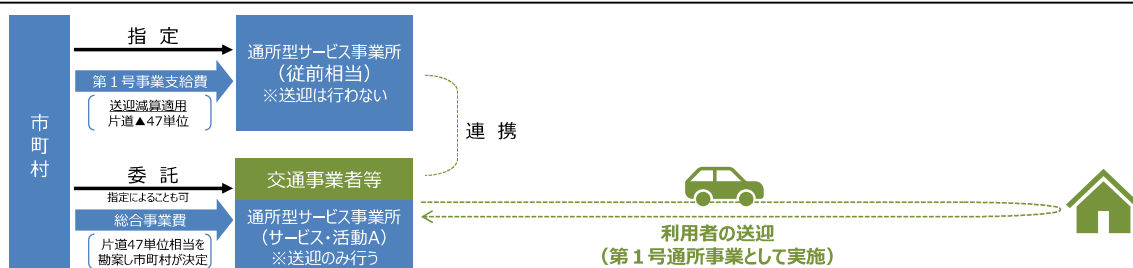 市町村
指 定
第１号事業支給費
送迎減算適用
片道▲47単位
通所型サービス事業所
（従前相当）
※送迎は行わない
連 携
委 託
指定によることも可
総合事業費
片道47単位相当を
勘案し市町村が決定
交通事業者等
通所型サービス事業所
（サービス・活動A）
※送迎のみ行う
利用者の送迎
（第１号通所事業として実施）